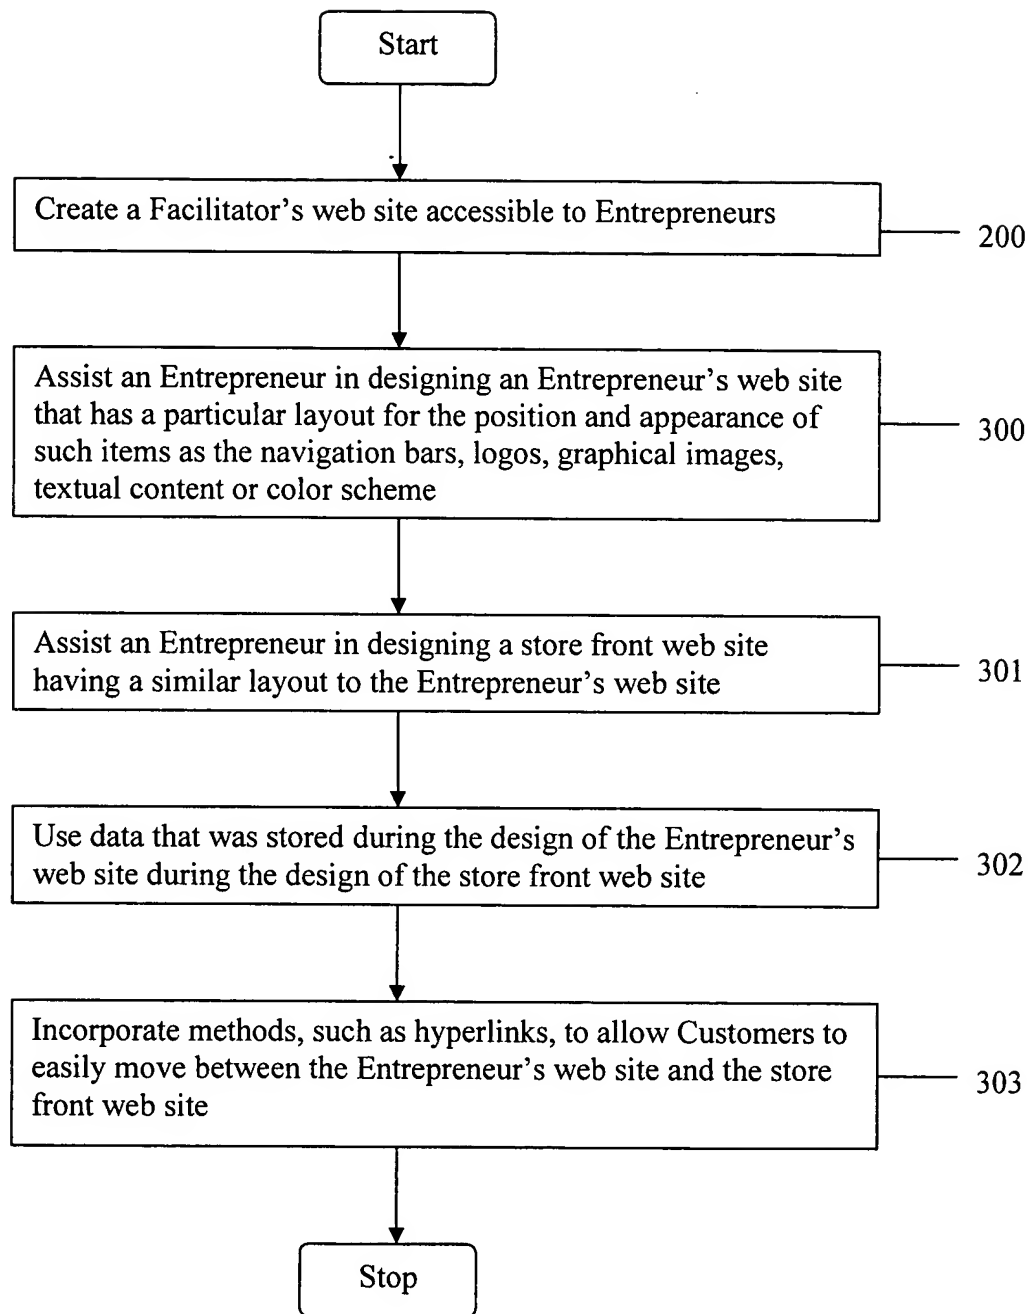 Start
Create a Facilitator's web site accessible to Entrepreneurs
200
Assist an Entrepreneur in designing an Entrepreneur's web site
that has a particular layout for the position and appearance of
such items as the navigation bars, logos, graphical images,
textual content or color scheme
300
Assist an Entrepreneur in designing a store front web site
having a similar layout to the Entrepreneur's web site
301
Use data that was stored during the design of the Entrepreneur's
web site during the design of the store front web site
302
Incorporate methods, such as hyperlinks, to allow Customers to
easily move between the Entrepreneur's web site and the store
front web site
303
Stop